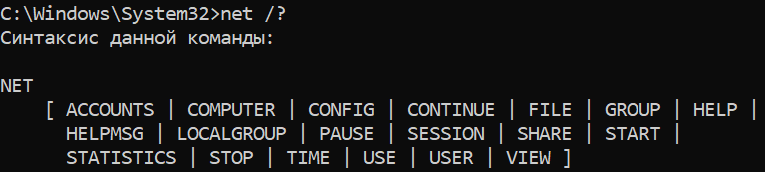 C:\Windows\System32>net /?
Синтаксис данной команды:
NET
[ ACCOUNTS | COMPUTER | CONFIG | CONTINUE | FILE | GROUP | HELP |
HELPMSG | LOCALGROUP | PAUSE | SESSION | SHARE | START |
STATISTICS | STOP | TIME | USE | USER | VIEW ]